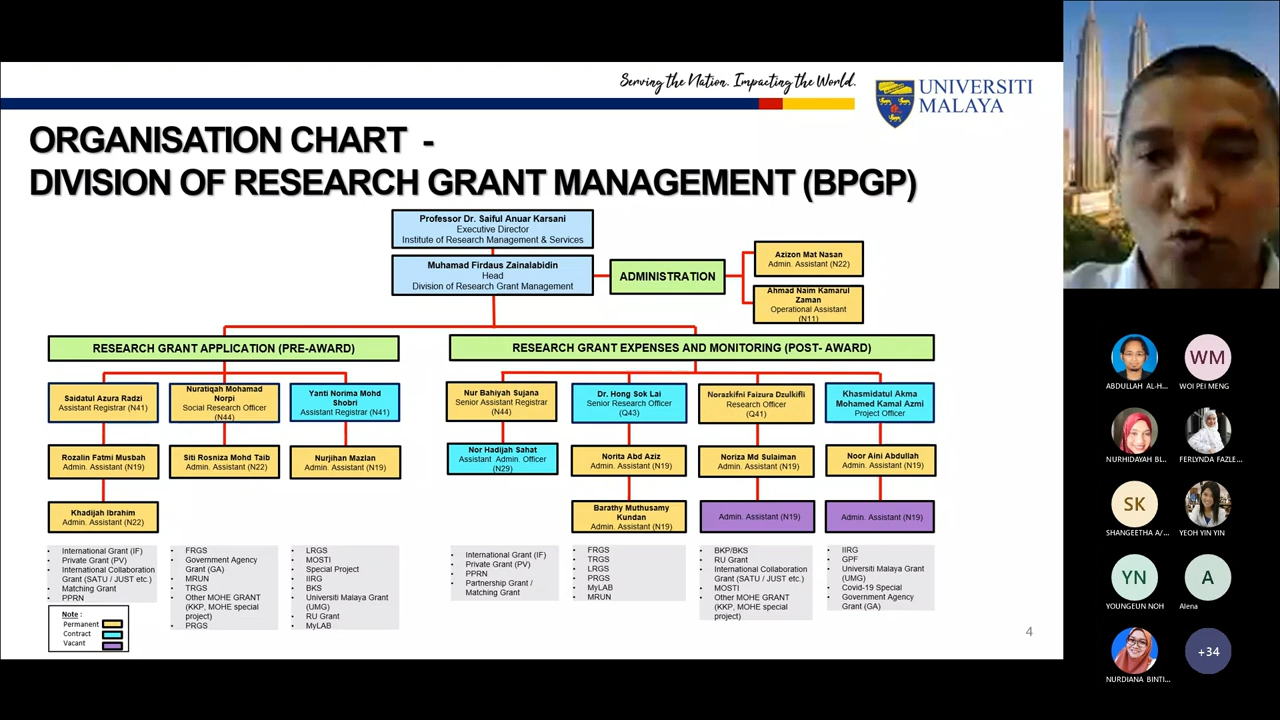 Serving the Nation. Impacting the World.
UNIVERSITI
MALAYA
ORGANISATION CHART -
DIVISION OF RESEARCH GRANT MANAGEMENT (BPGP)
Professor Dr. Saiful Anuar Karsani
Executive Director
Institute of Research Management & Services
Muhamad Firdaus Zainalabidin
Head
Division of Research Grant Management
ADMINISTRATION
Azizon Mat Nasan
Admin. Assistant (N22)
Ahmad Naim Kamarul
Zaman
Operational Assistant
(N11)
RESEARCH GRANT APPLICATION (PRE-AWARD)
RESEARCH GRANT EXPENSES AND MONITORING (POST- AWARD)
Saidatul Azura Radzi
Assistant Registrar (N41)
Nuratiqah Mohamad
Norpi
Social Research Officer
(N44)
Yanti Norima Mohd
Shobri
Assistant Registrar (N41)
Nur Bahiyah Sujana
Senior Assistant Registrar
(N44)
Dr. Hong Sok Lai
Senior Research Officer
(Q43)
Norazkifni Faizura Dzulkifli
Research Officer
(Q41)
Khasmidatul Akma
Mohamed Kamal Azmi
Project Officer
Rozalin Fatmi Musbah
Admin. Assistant (N19)
Siti Rosniza Mohd Taib
Admin. Assistant (N22)
Nurjihan Mazlan
Admin. Assistant (N19)
Nor Hadijah Sahat
Assistant Admin. Officer
(N29)
Norita Abd Aziz
Admin. Assistant (N19)
Noriza Md Sulaiman
Admin. Assistant (N19)
Noor Aini Abdullah
Admin. Assistant (N19)
Khadijah Ibrahim
Admin. Assistant (N22)
Barathy Muthusamy
Kundan
Admin. Assistant (N19)
Admin. Assistant (N19)
Admin. Assistant (N19)
• International Grant (IF)
• Private Grant (PV)
• International Collaboration
Grant (SATU / JUST etc.)
• Matching Grant
• PPRN
• FRGS
• Government Agency
Grant (GA)
• MRUN
• TRGS
• Other MOHE GRANT
(KKP, MOHE special
project)
• PRGS
• LRGS
• MOSTI
• Special Project
• IIRG
• BKS
• Universiti Malaya Grant
(UMG)
• RU Grant
• MyLAB
• International Grant (IF)
• Private Grant (PV)
• PPRN
• Partnership Grant /
Matching Grant
• FRGS
• TRGS
• LRGS
• PRGS
• MyLAB
• MRUN
• BKP/BKS
• RU Grant
• International Collaboration
Grant (SATU / JUST etc.)
• MOSTI
• Other MOHE GRANT
(KKP, MOHE special
project)
• IIRG
• GPF
• Universiti Malaya Grant
(UMG)
• Covid-19 Special
• Government Agency
Grant (GA)
Note :
Permanent
Contract
Vacant
4
ABDULLAH AL-H...
WM
WOI PEI MENG
NURHIDAYAH BI...
FERLYNDA FAZLE...
SK
SHANGEETHA A/...
YEOH YIN YIN
YN
YOUNGEUN NOH
A
Alena
NURDIANA BINTI...
+34